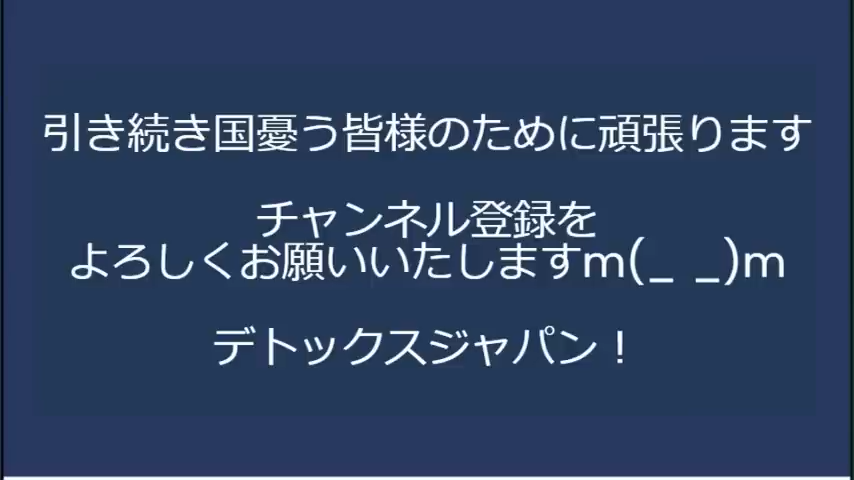 引き続き国憂う皆様のために頑張ります
チャンネル登録を
よろしくお願いいたしますm(_ _)m
デトックスジャパン！